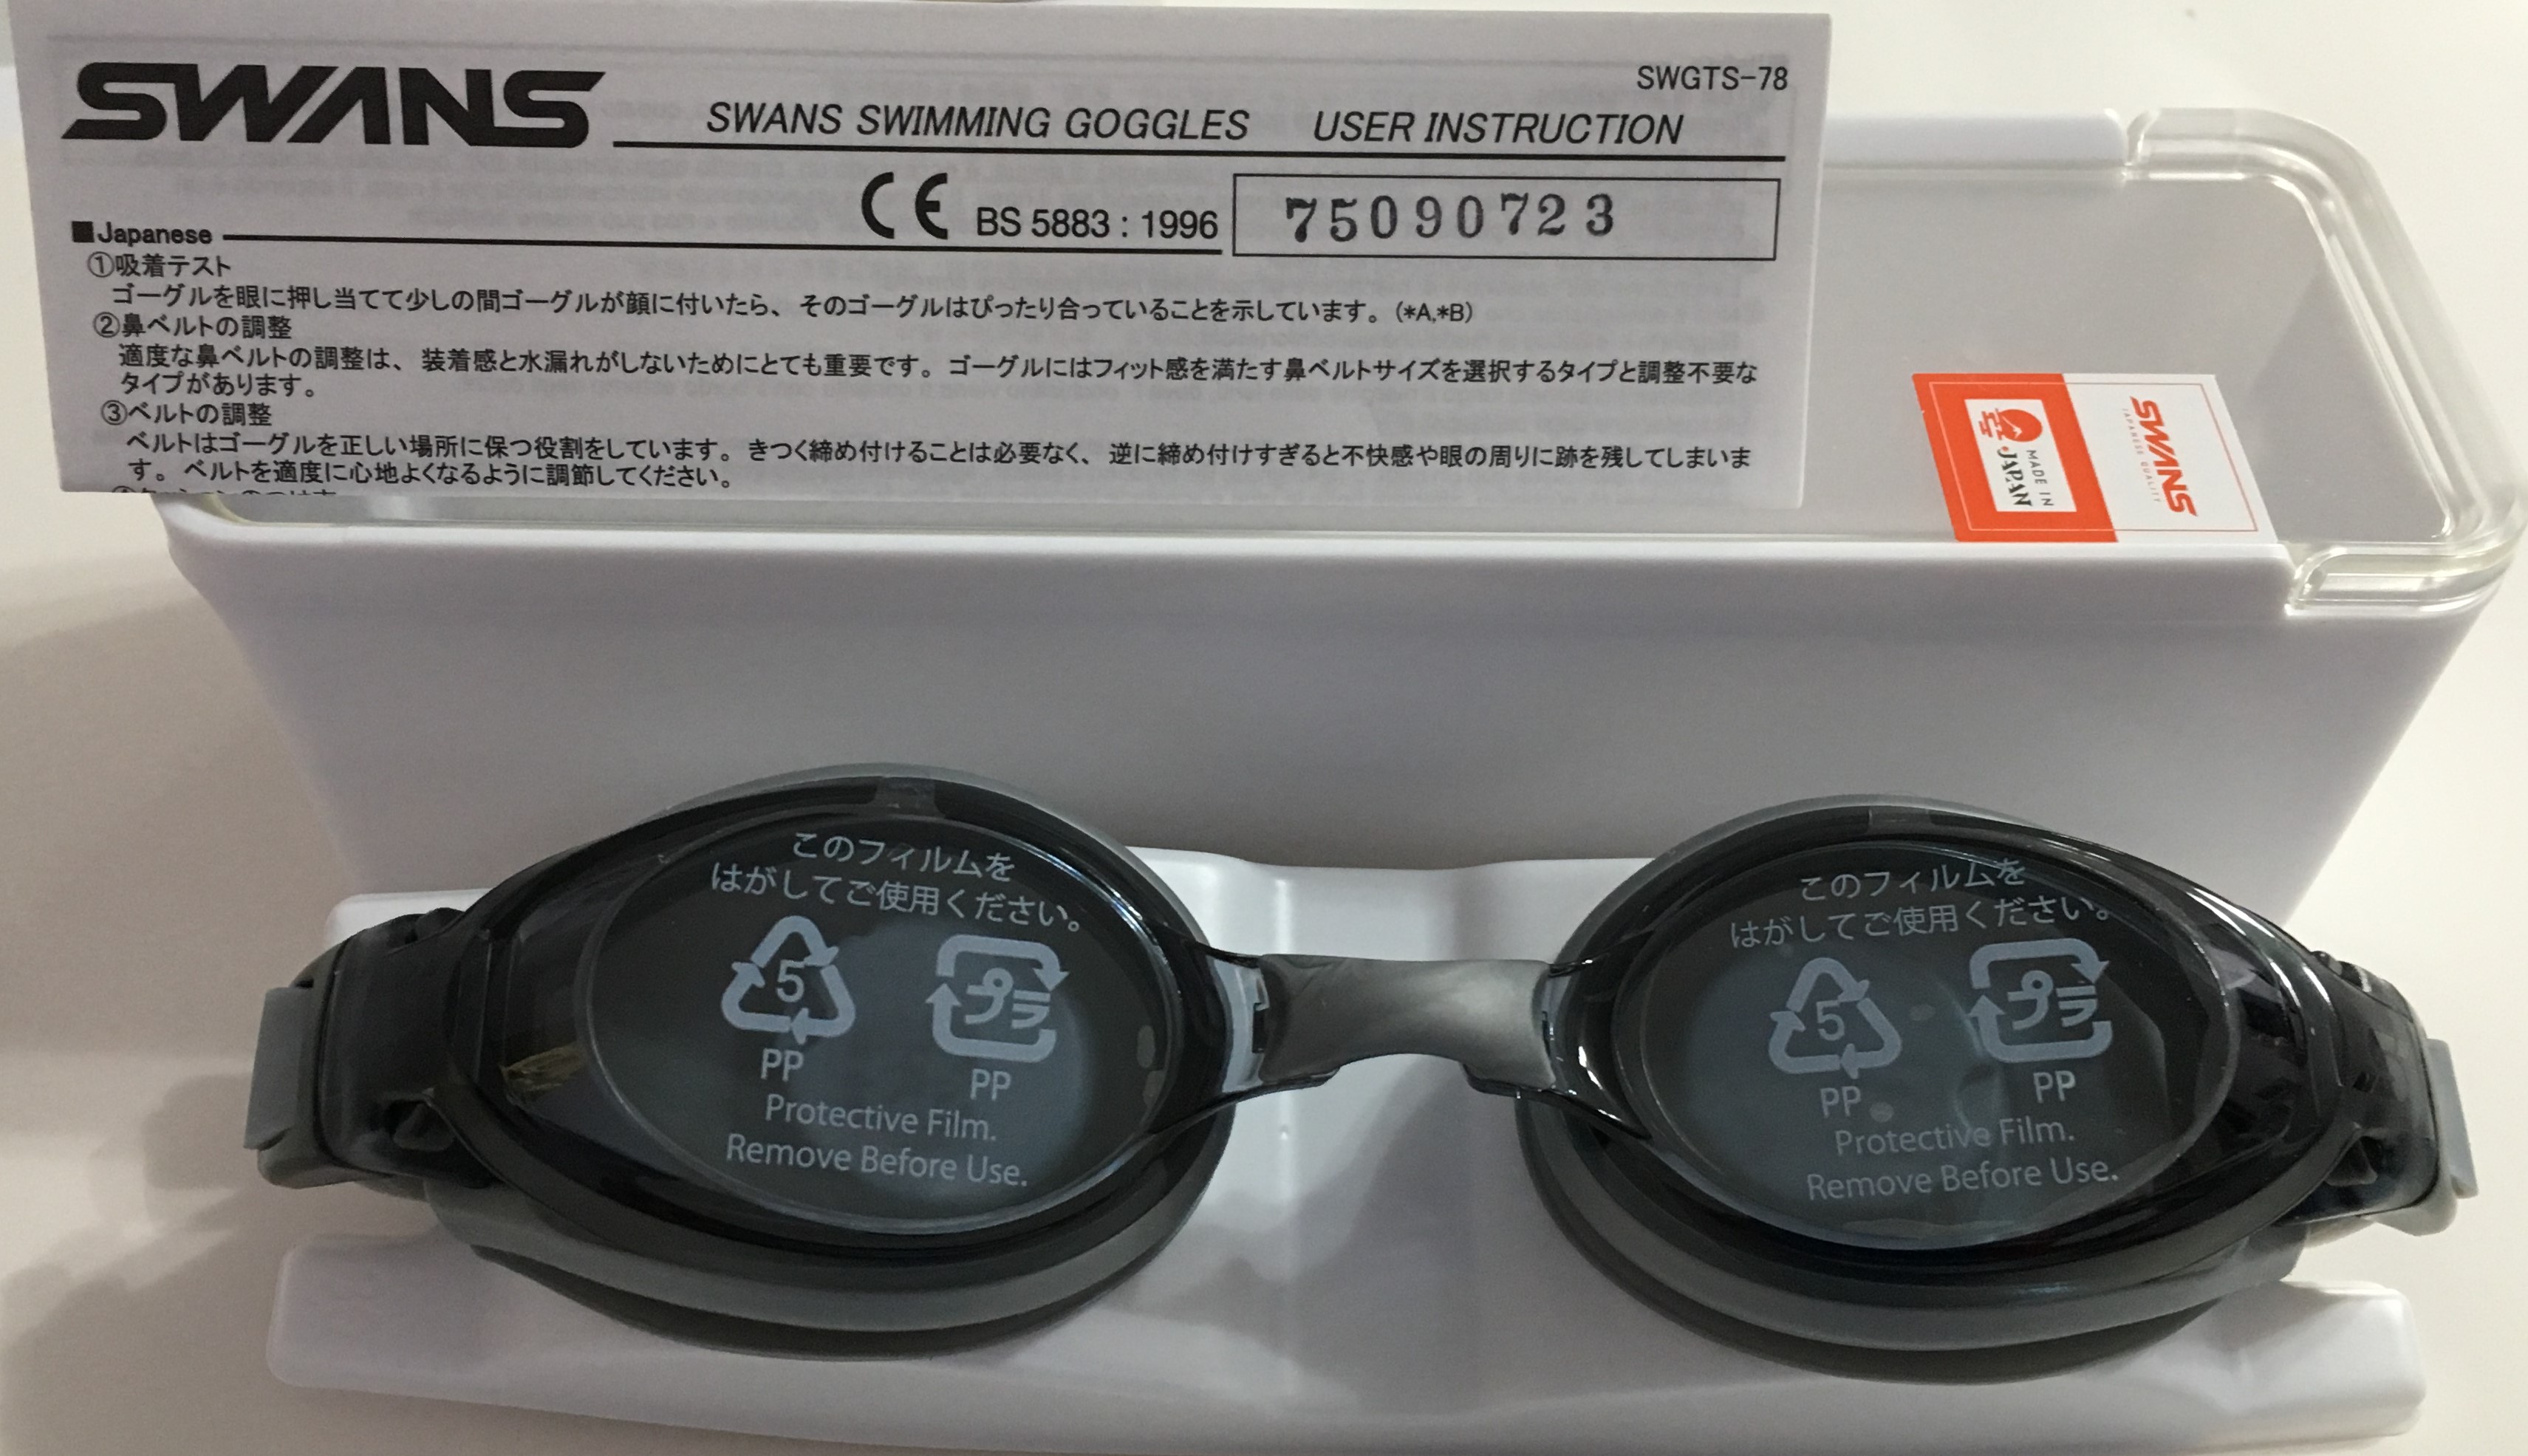 SWANS
SWGTS-78
SWANS SWIMMING GOGGLES USER INSTRUCTION
CE BS 5883 : 1996 75090723
■Japanese
①吸着テスト
ゴーグルを眼に押し当てて少しの間ゴーグルが顔に付いたら、そのゴーグルはぴったり合っていることを示しています。(*A,*B)
②鼻ベルトの調整
適度な鼻ベルトの調整は、装着感と水漏れがしないためにとても重要です。ゴーグルにはフィット感を満たす鼻ベルトサイズを選択するタイプと調整不要な
タイプがあります。
③ベルトの調整
ベルトはゴーグルを正しい場所に保つ役割をしています。きつく締め付けることは必要なく、逆に締め付けすぎると不快感や眼の周りに跡を残してしまいま
す。ベルトを適度に心地よくなるように調節してください。
SWANS
JAPANESE QUALITY
MADE IN
JAPAN
このフィルムを
はがしてご使用ください。
5 プラ
PP PP
Protective Film.
Remove Before Use.
このフィルムを
はがしてご使用ください。
5 プラ
PP PP
Protective Film.
Remove Before Use.